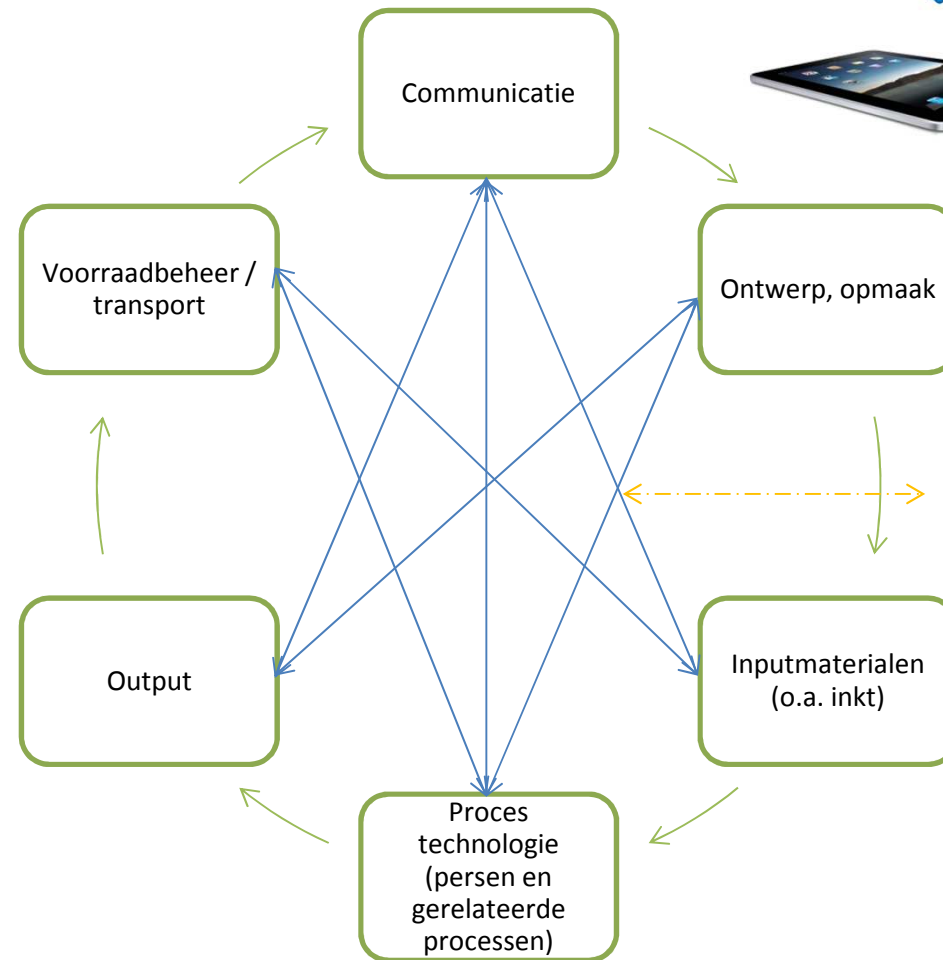 Communicatie
Ontwerp, opmaak
Inputmaterialen
(o.a. inkt)
Proces
technologie
(persen en
gerelateerde
processen)
Output
Voorraadbeheer /
transport